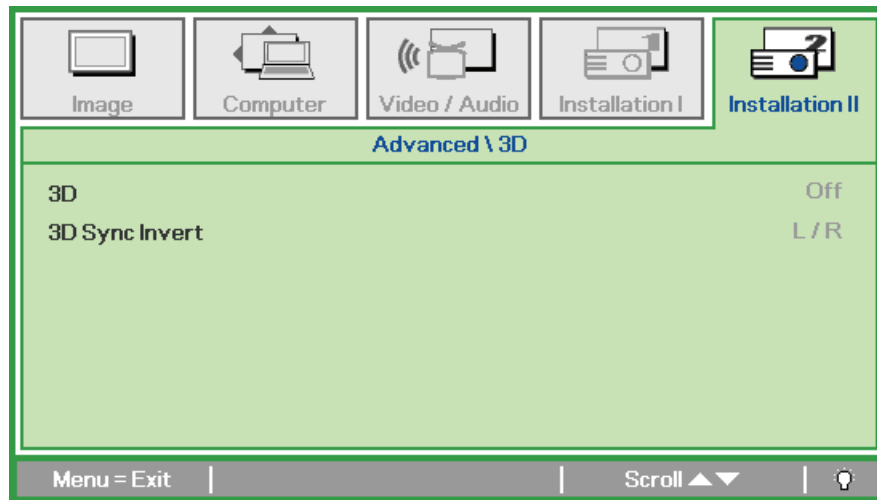 Image
Computer
Video / Audio
Installation I
Installation II
Advanced \ 3D
3D Off
3D Sync Invert L / R
Menu = Exit Scroll